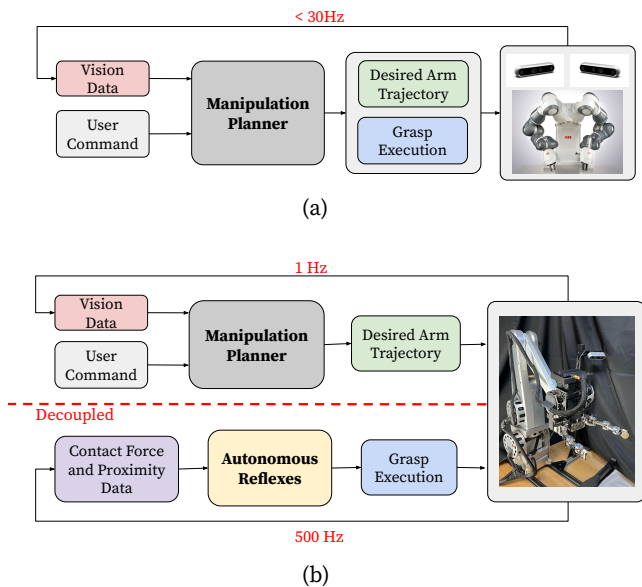 < 30Hz
Vision
Data
User
Command
Manipulation
Planner
Desired Arm
Trajectory
Grasp
Execution
ABB
(a)
1 Hz
Vision
Data
User
Command
Manipulation
Planner
Desired Arm
Trajectory
Decoupled
Contact Force
and Proximity
Data
Autonomous
Reflexes
Grasp
Execution
500 Hz
(b)